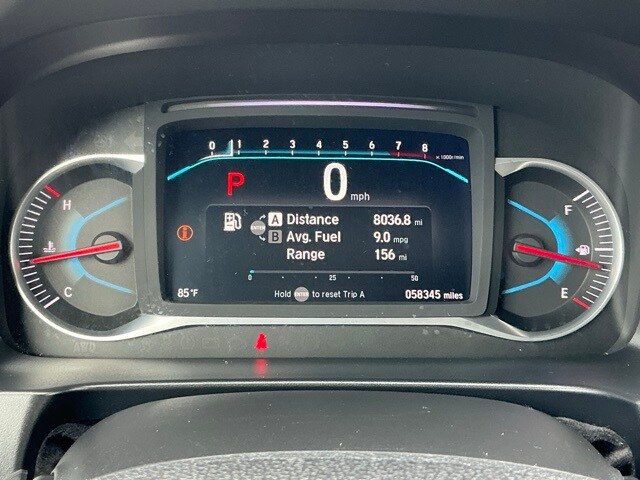 0 1 2 3 4 5 6 7 8
x 1000r/min
P 0 mph
H
C
F
E
ENTER
A Distance 8036.8 mi
B Avg. Fuel 9.0 mpg
Range 156 mi
0 25 50
85°F Hold ENTER to reset Trip A 058345 miles
AWD